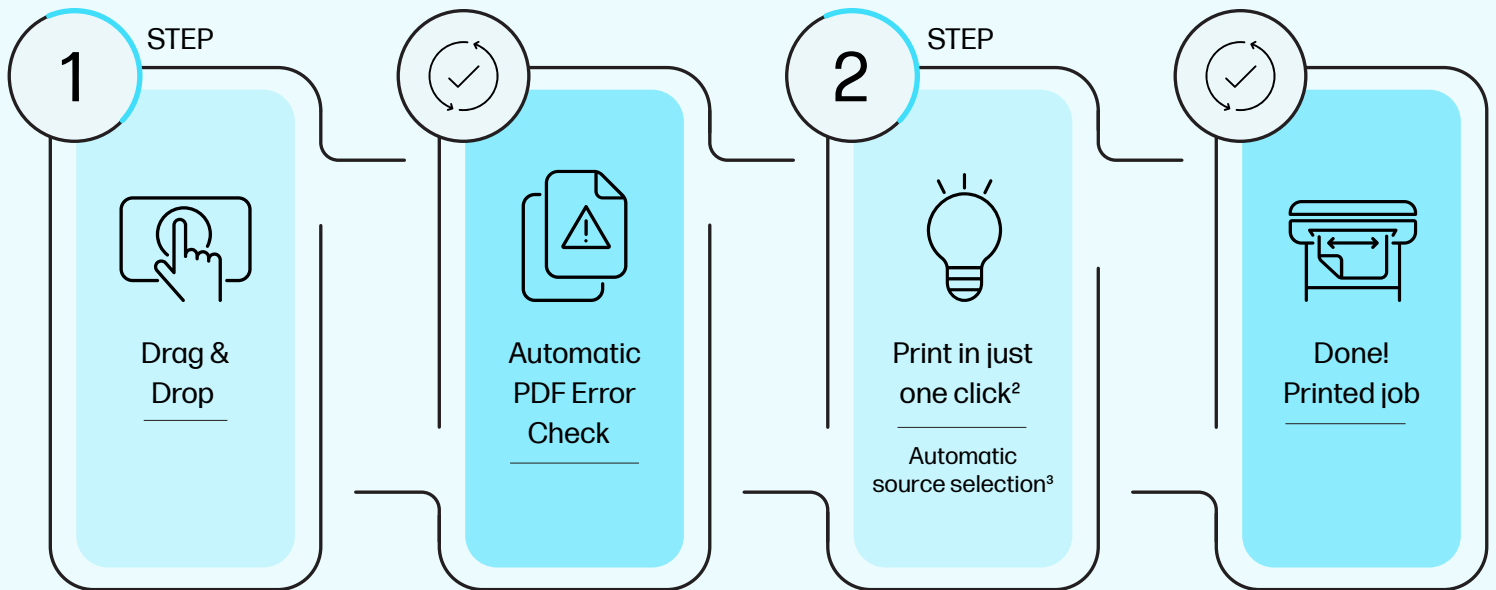 1
STEP
Drag &
Drop
Automatic
PDF Error
Check
2
STEP
Print in just
one click²
Automatic
source selection³
Done!
Printed job